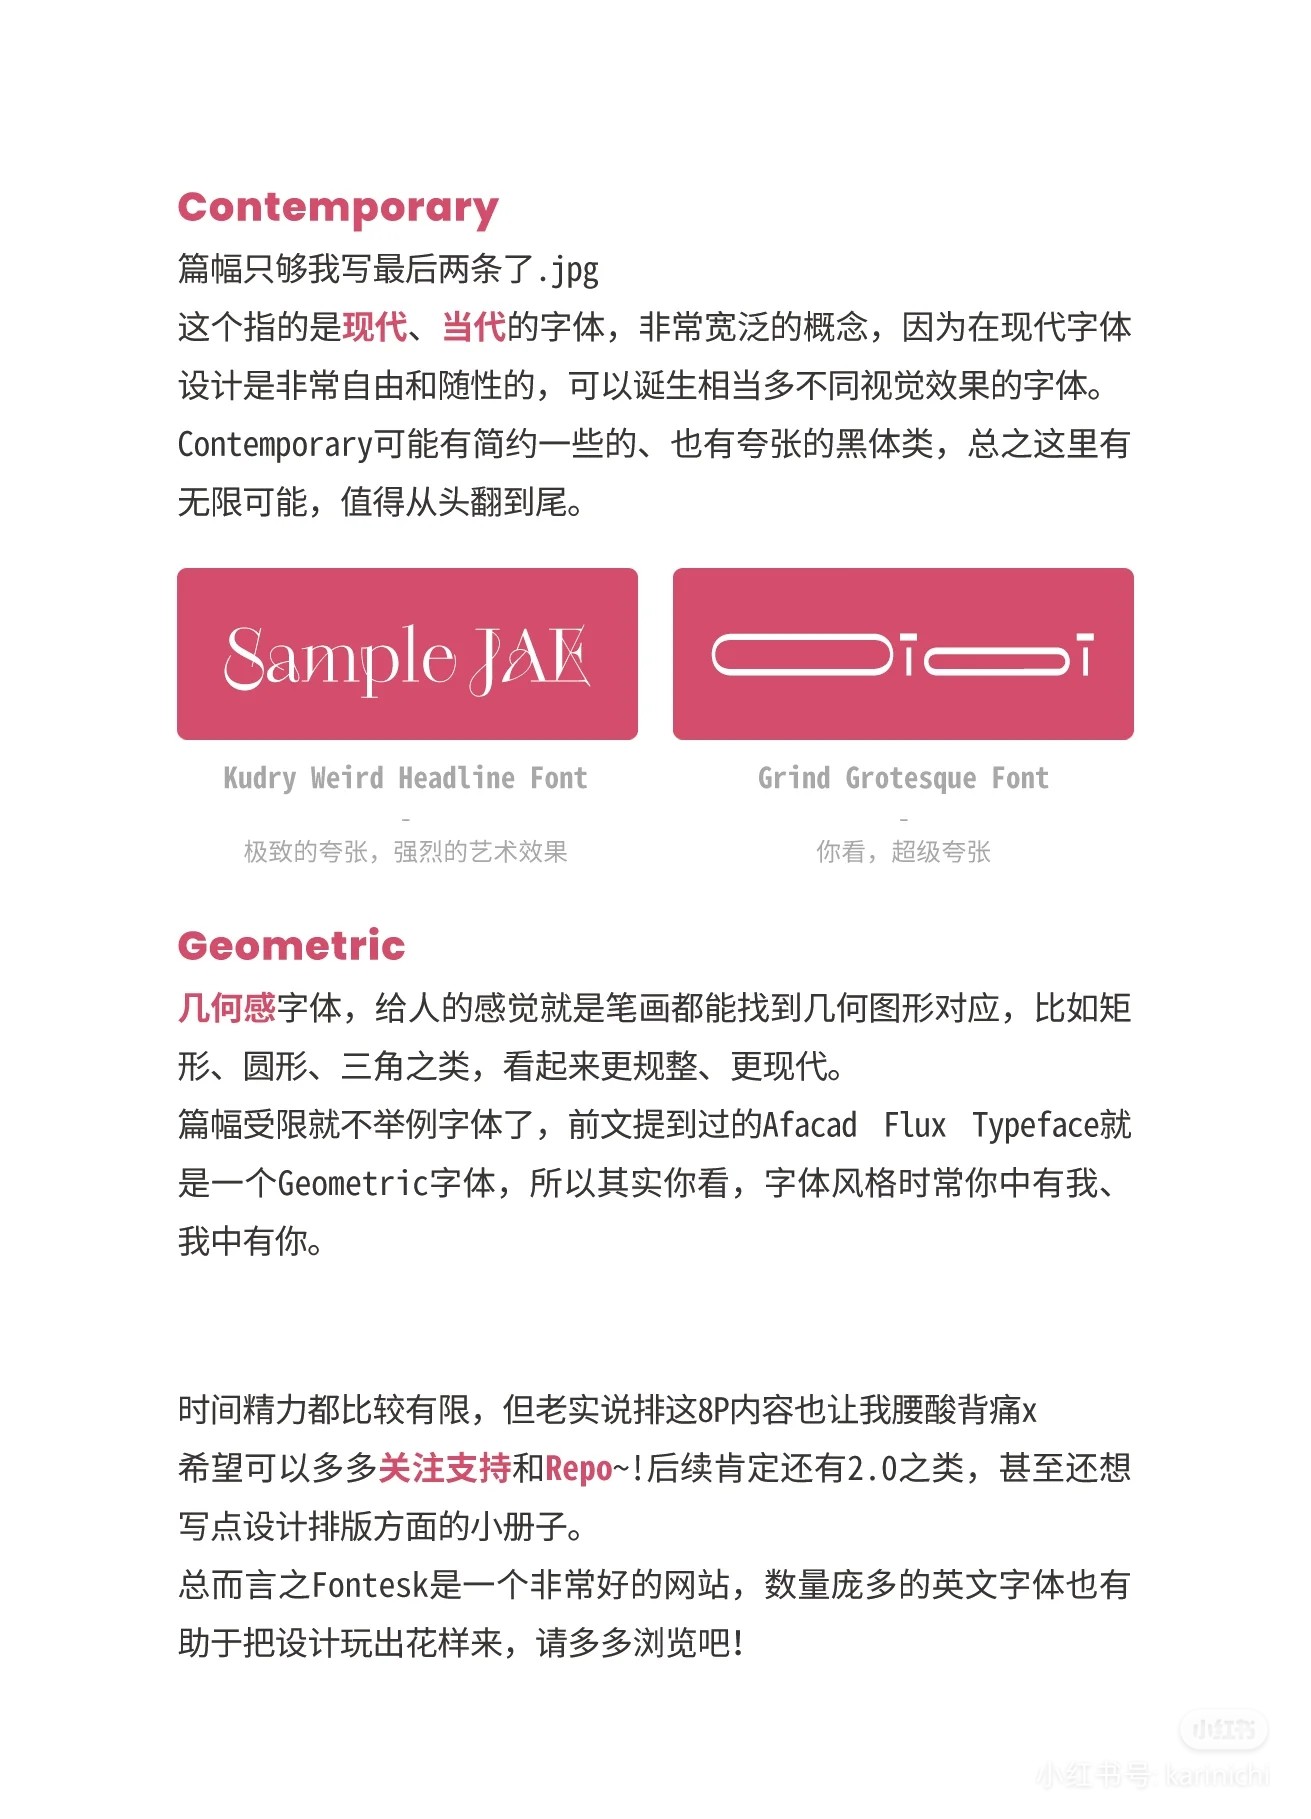 Contemporary
篇幅只够我写最后两条了.jpg
这个指的是现代、当代的字体，非常宽泛的概念，因为在现代字体
设计是非常自由和随性的，可以诞生相当多不同视觉效果的字体。
Contemporary可能有简约一些的、也有夸张的黑体类，总之这里有
无限可能，值得从头翻到尾。
Sample JAE
Kudry Weird Headline Font
Grind Grotesque Font
-
-
极致的夸张，强烈的艺术效果
你看，超级夸张
Geometric
几何感字体，给人的感觉就是笔画都能找到几何图形对应，比如矩
形、圆形、三角之类，看起来更规整、更现代。
篇幅受限就不举例字体了，前文提到过的Afacad Flux Typeface就
是一个Geometric字体，所以其实你看，字体风格时常你中有我、
我中有你。
时间精力都比较有限，但老实说排这8P内容也让我腰酸背痛x
希望可以多多关注支持和Repo~!后续肯定还有2.0之类，甚至还想
写点设计排版方面的小册子。
总而言之Fontesk是一个非常好的网站，数量庞多的英文字体也有
助于把设计玩出花样来，请多多浏览吧!
小红书
小红书号: karinichi